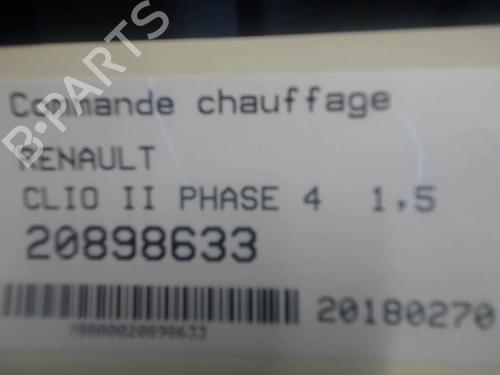 Commande chauffage
RENAULT
CLIO II PHASE 4 1,5
20898633
20180270
B-PARTS